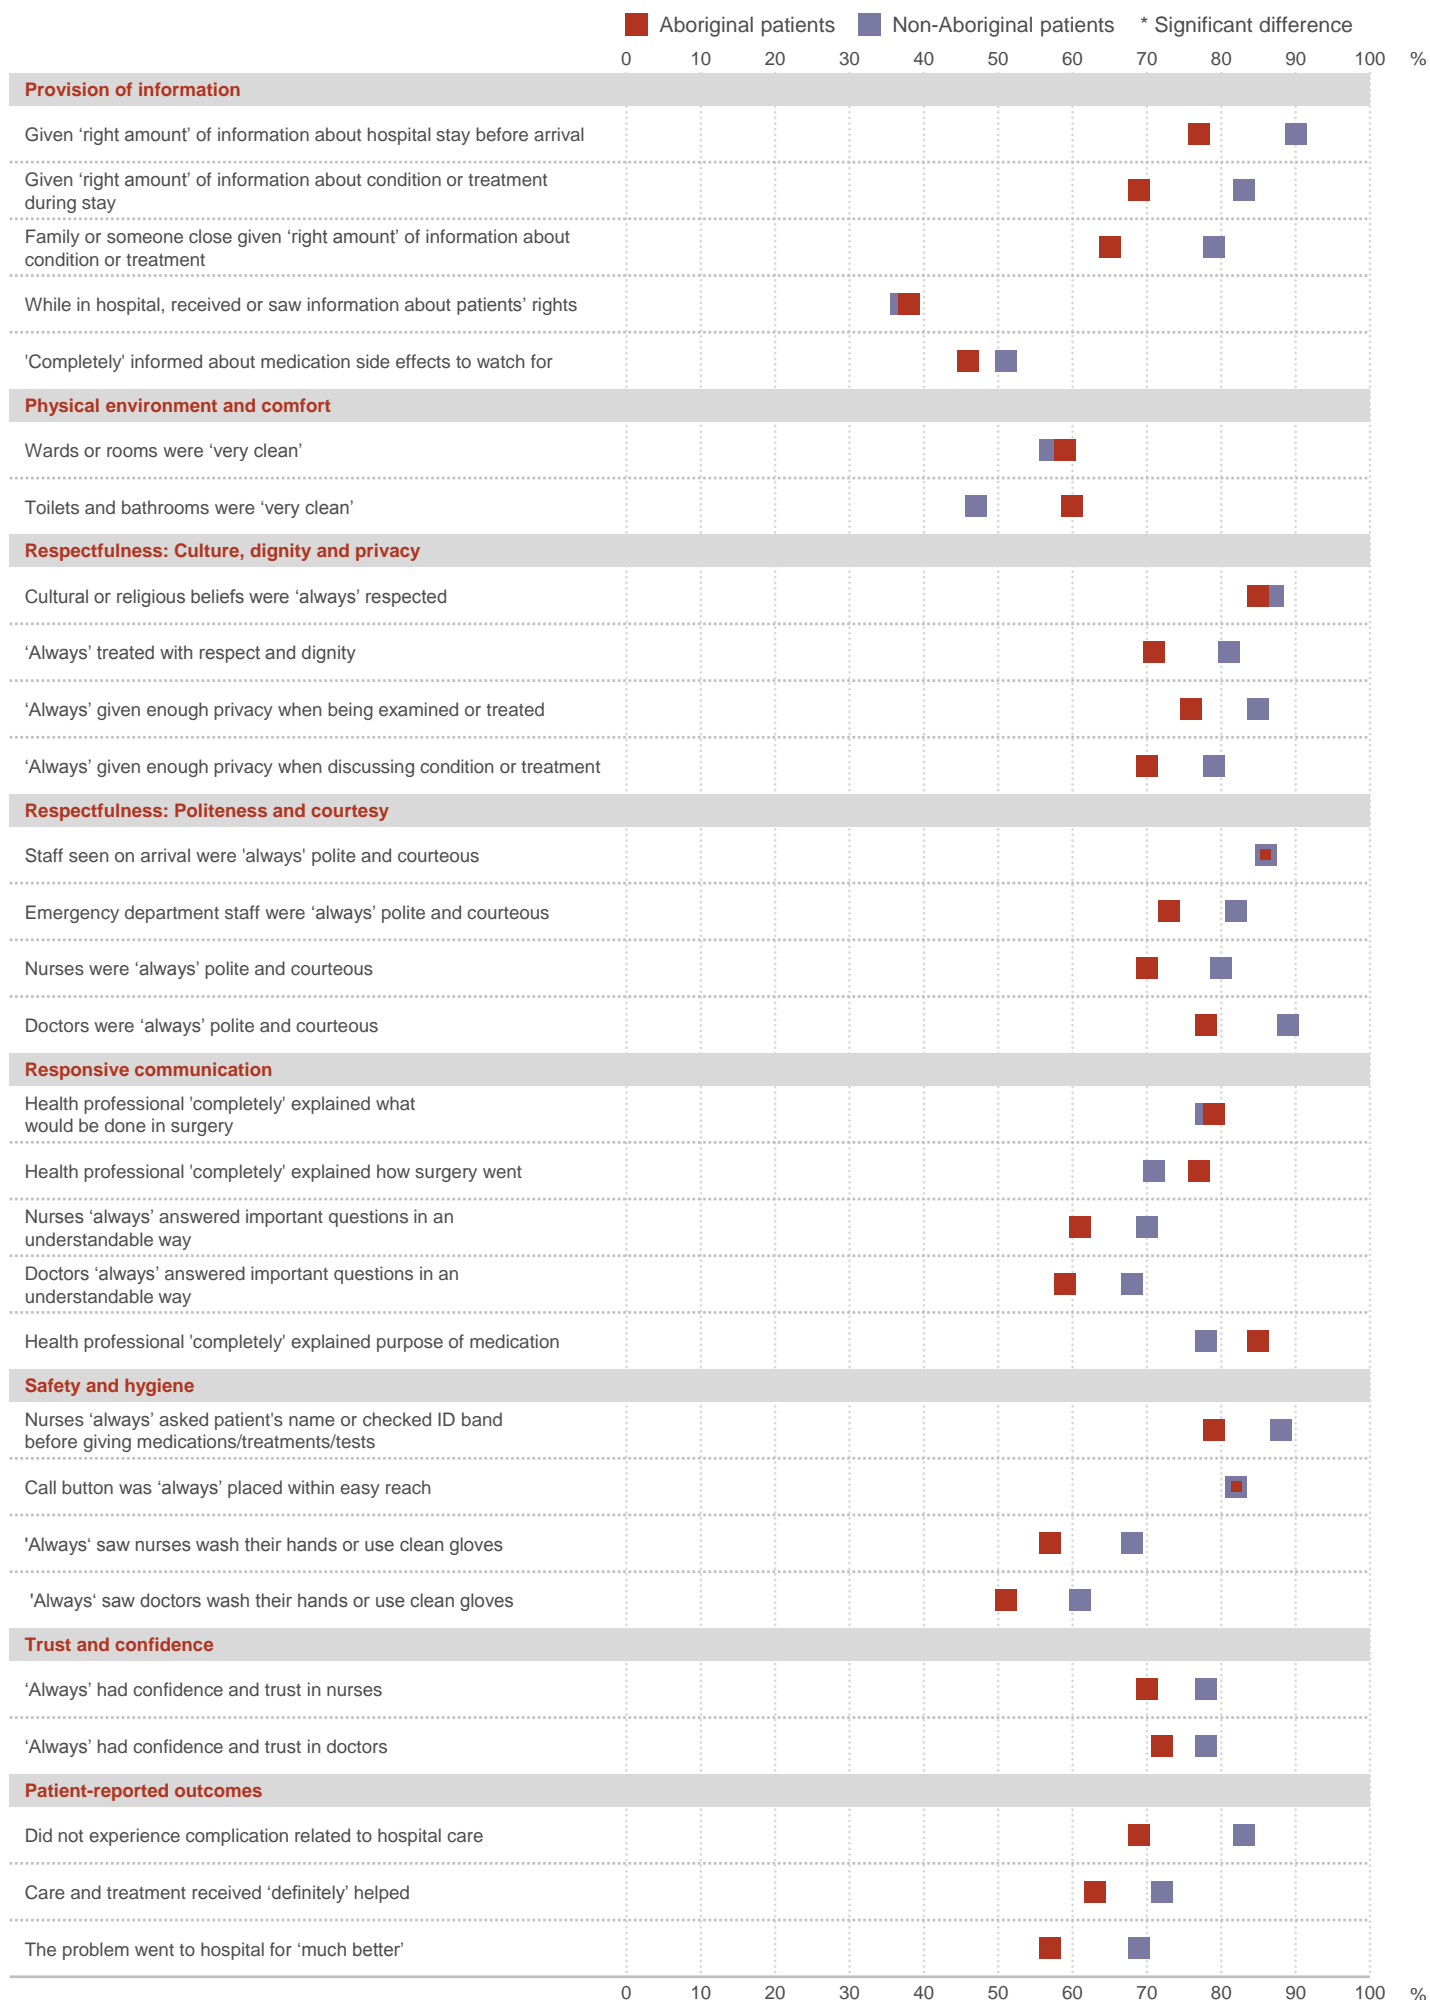 Aboriginal patients Non-Aboriginal patients * Significant difference
0 10 20 30 40 50 60 70 80 90 100 %
Provision of information
Given ‘right amount’ of information about hospital stay before arrival
Given ‘right amount’ of information about condition or treatment
during stay
Family or someone close given ‘right amount’ of information about
condition or treatment
While in hospital, received or saw information about patients’ rights
'Completely' informed about medication side effects to watch for
Physical environment and comfort
Wards or rooms were ‘very clean’
Toilets and bathrooms were ‘very clean’
Respectfulness: Culture, dignity and privacy
Cultural or religious beliefs were ‘always’ respected
‘Always’ treated with respect and dignity
‘Always’ given enough privacy when being examined or treated
‘Always’ given enough privacy when discussing condition or treatment
Respectfulness: Politeness and courtesy
Staff seen on arrival were 'always' polite and courteous
Emergency department staff were ‘always’ polite and courteous
Nurses were ‘always’ polite and courteous
Doctors were ‘always’ polite and courteous
Responsive communication
Health professional 'completely' explained what
would be done in surgery
Health professional 'completely' explained how surgery went
Nurses ‘always’ answered important questions in an
understandable way
Doctors ‘always’ answered important questions in an
understandable way
Health professional 'completely' explained purpose of medication
Safety and hygiene
Nurses ‘always’ asked patient's name or checked ID band
before giving medications/treatments/tests
Call button was ‘always’ placed within easy reach
'Always‘ saw nurses wash their hands or use clean gloves
'Always‘ saw doctors wash their hands or use clean gloves
Trust and confidence
‘Always’ had confidence and trust in nurses
‘Always’ had confidence and trust in doctors
Patient-reported outcomes
Did not experience complication related to hospital care
Care and treatment received ‘definitely’ helped
The problem went to hospital for ‘much better’
0 10 20 30 40 50 60 70 80 90 100 %